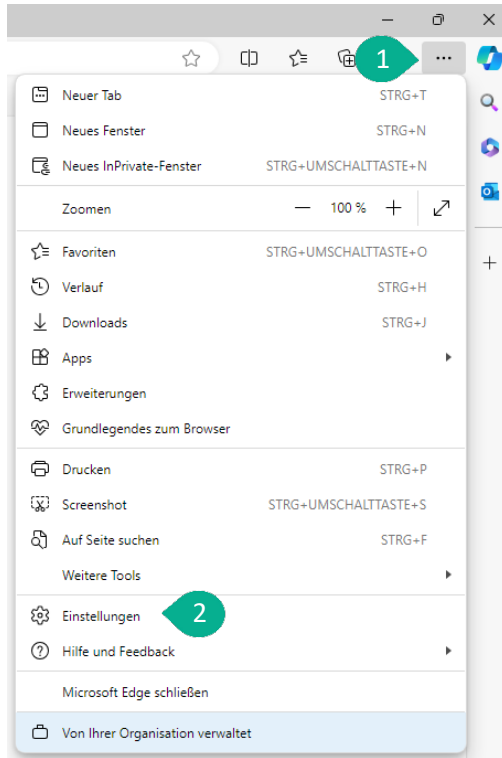 1
Neuer Tab STRG+T
Neues Fenster STRG+N
Neues InPrivate-Fenster STRG+UMSCHALTTASTE+N
Zoomen 100 %
Favoriten STRG+UMSCHALTTASTE+O
Verlauf STRG+H
Downloads STRG+J
Apps
Erweiterungen
Grundlegendes zum Browser
Drucken STRG+P
Screenshot STRG+UMSCHALTTASTE+S
Auf Seite suchen STRG+F
Weitere Tools
Einstellungen 2
Hilfe und Feedback
Microsoft Edge schließen
Von Ihrer Organisation verwaltet